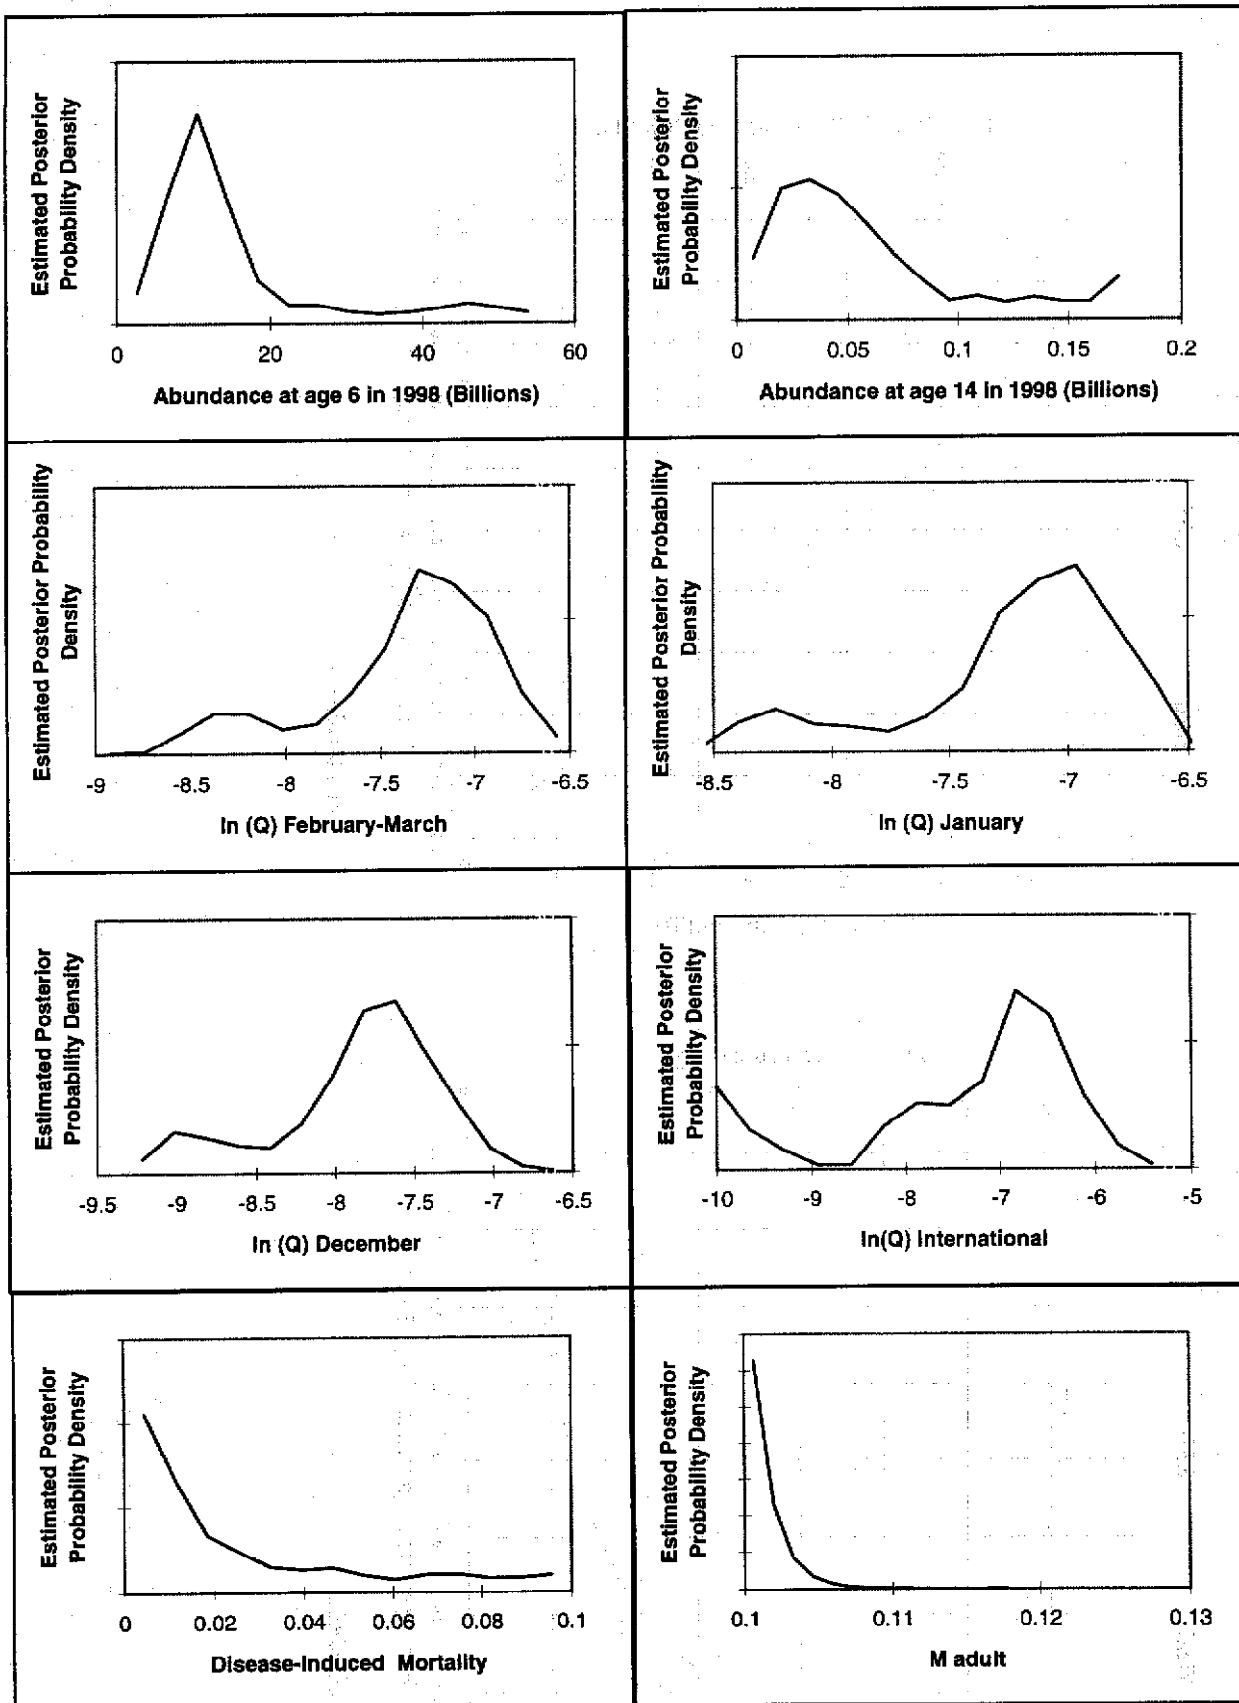 Estimated Posterior
Probability Density
0 20 40 60
Abundance at age 6 in 1998 (Billions)
Estimated Posterior
Probability Density
0 0.05 0.1 0.15 0.2
Abundance at age 14 in 1998 (Billions)
Estimated Posterior Probability
Density
-9 -8.5 -8 -7.5 -7 -6.5
ln (Q) February-March
Estimated Posterior Probability
Density
-8.5 -7.5 -7 -6.5
ln (Q) January
Estimated Posterior
Probability Density
-9.5 -9 -8.5 -8 -7.5 -7 -6.5
ln (Q) December
Estimated Posterior
Probability Density
-10 -9 -8 -7 -6 -5
ln(Q) International
Estimated Posterior
Probability Density
0 0.02 0.04 0.06 0.08 0.1
Disease-Induced Mortality
Estimated Posterior
Probability Density
0.1 0.11 0.12 0.13
M adult